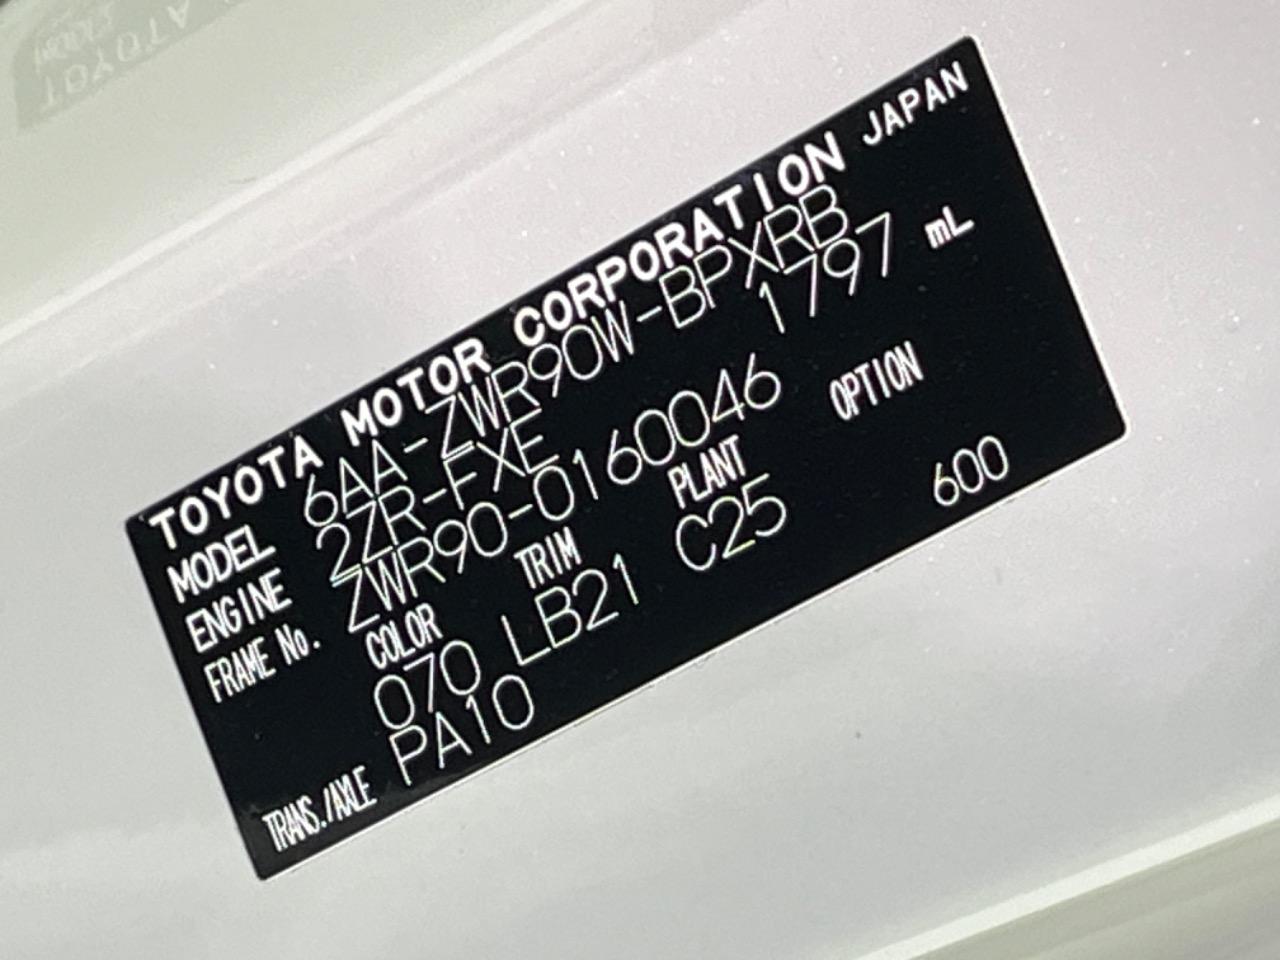 TOYOTA MOTOR CORPORATION JAPAN
MODEL 6AA-ZWR90W-BPXRB
ENGINE 2ZR-FXE 1797 mL
FRAME No. ZWR90-0160046
COLOR TRIM PLANT OPTION
070 LB21 C25 600
TRANS./AXLE PA10